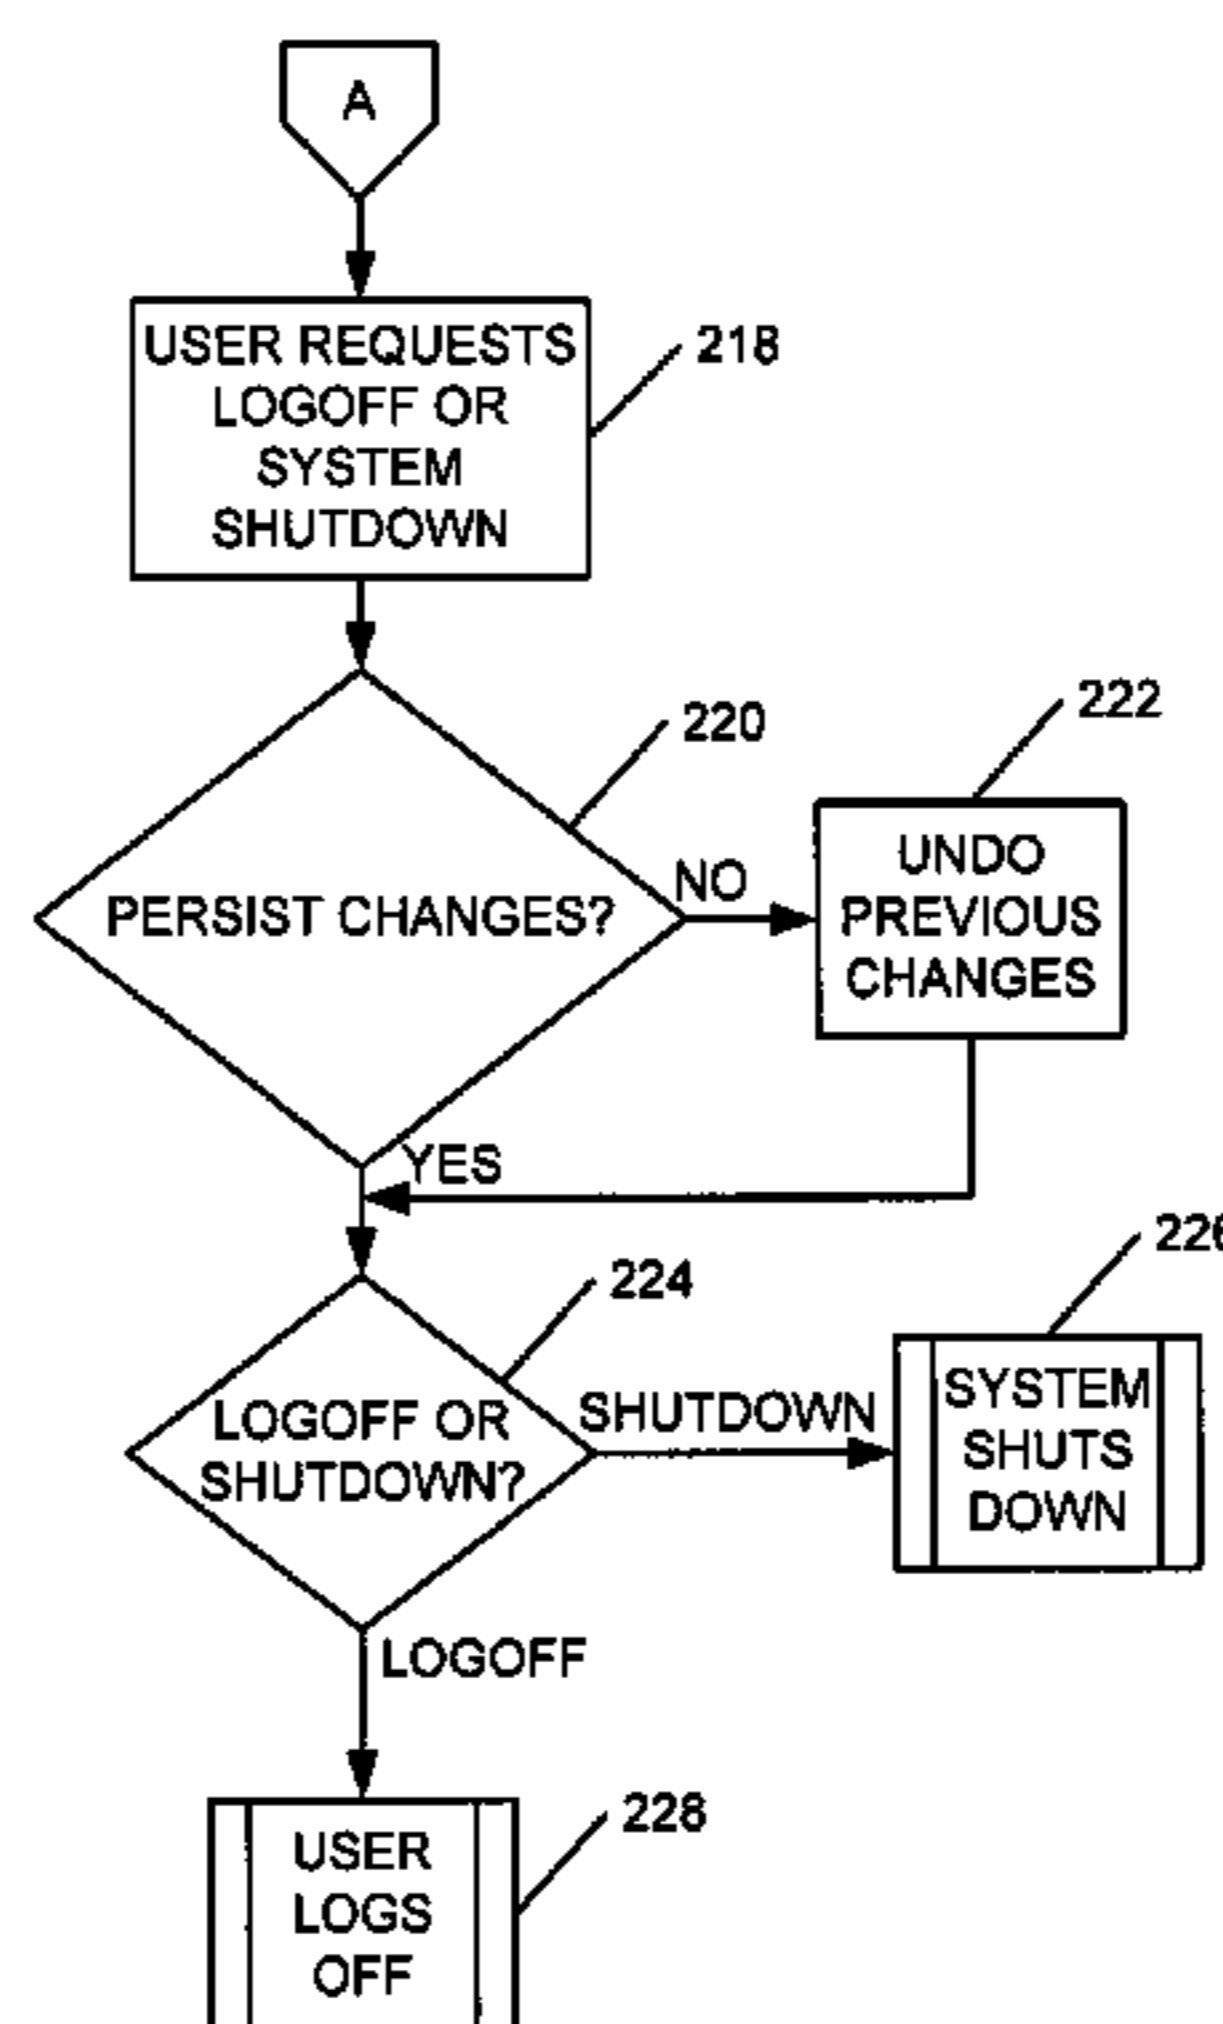 A
USER REQUESTS
LOGOFF OR
SYSTEM
SHUTDOWN
218
PERSIST CHANGES?
220
NO
222
UNDO
PREVIOUS
CHANGES
YES
LOGOFF OR
SHUTDOWN?
224
SHUTDOWN
226
SYSTEM
SHUTS
DOWN
LOGOFF
USER
LOGS
OFF
228